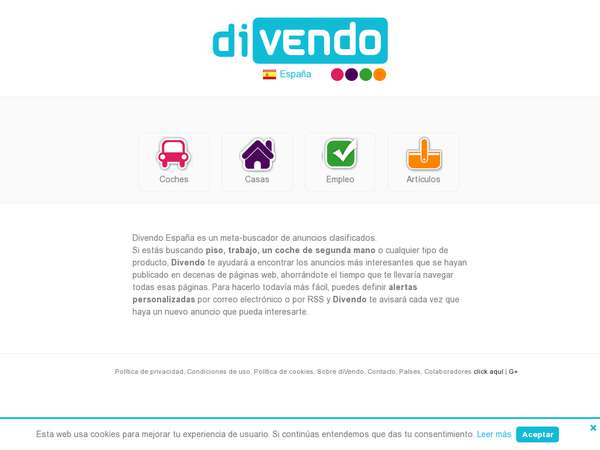 diVENDO
España
Coches
Casas
Empleo
Artículos
Divendo España es un meta-buscador de anuncios clasificados.
Si estás buscando piso, trabajo, un coche de segunda mano o cualquier tipo de
producto, Divendo te ayudará a encontrar los anuncios más interesantes que se hayan
publicado en decenas de páginas web, ahorrándote el tiempo que te llevaría navegar
todas esas páginas. Para hacerlo todavía más fácil, puedes definir alertas
personalizadas por correo electrónico o por RSS y Divendo te avisará cada vez que
haya un nuevo anuncio que pueda interesarte.
Política de privacidad, Condiciones de uso, Política de cookies, Sobre diVendo, Contacto, Países, Colaboradores click aquí | G+
×
Esta web usa cookies para mejorar tu experiencia de usuario. Si continúas entendemos que das tu consentimiento. Leer más Aceptar